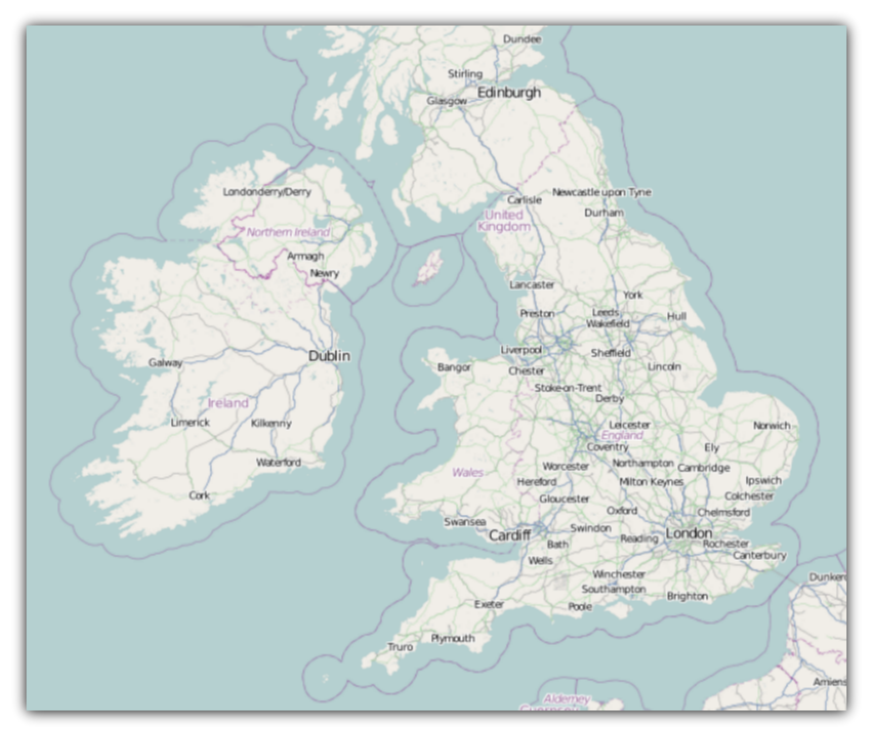 Dundee
Stirling
Edinburgh
Glasgow
Londonderry/Derry
Newcastle upon Tyne
Carlisle
Durham
United
Kingdom
Northern Ireland
Armagh
Newry
Lancaster
York
Preston
Leeds
Hull
Wakefield
Liverpool
Sheffield
Dublin
Galway
Bangor
Chester
Lincoln
Stoke-on-Trent
Derby
Ireland
Limerick
Kilkenny
Leicester
Norwich
England
Coventry
Ely
Waterford
Worcester
Northampton
Cambridge
Wales
Hereford
Milton Keynes
Ipswich
Cork
Gloucester
Colchester
Oxford
Chelmsford
Swansea
Swindon
Cardiff
London
Reading
Bath
Rochester
Canterbury
Wells
Winchester
Dunker
Southampton
Brighton
Exeter
Poole
Plymouth
Truro
Amiens
Alderney